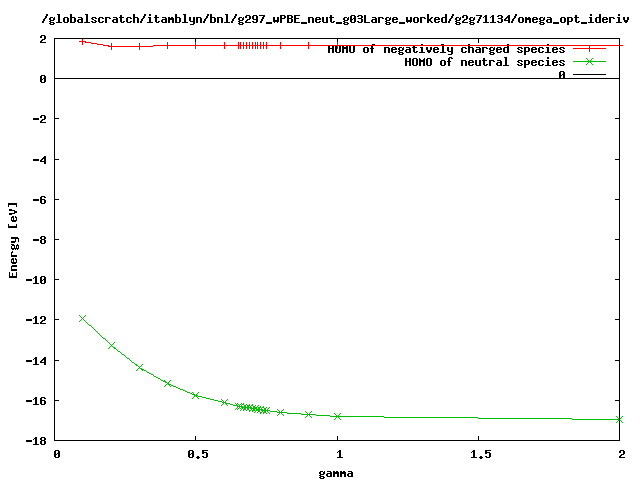 /globalscratch/itamblyn/bnl/g297_wPBE_neut_g03Large_worked/g2g71134/omega_opt_ideriv
HOMO of negatively charged species
HOMO of neutral species
0
2
0
-2
-4
-6
-8
-10
-12
-14
-16
-18
Energy [eV]
0 0.5 1 1.5 2
gamma